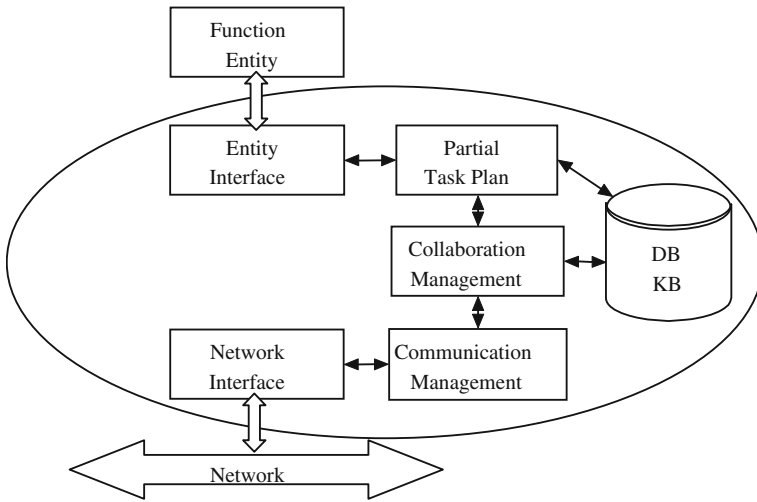 Function
Entity
Entity
Interface
Partial
Task Plan
Collaboration
Management
DB
KB
Network
Interface
Communication
Management
Network